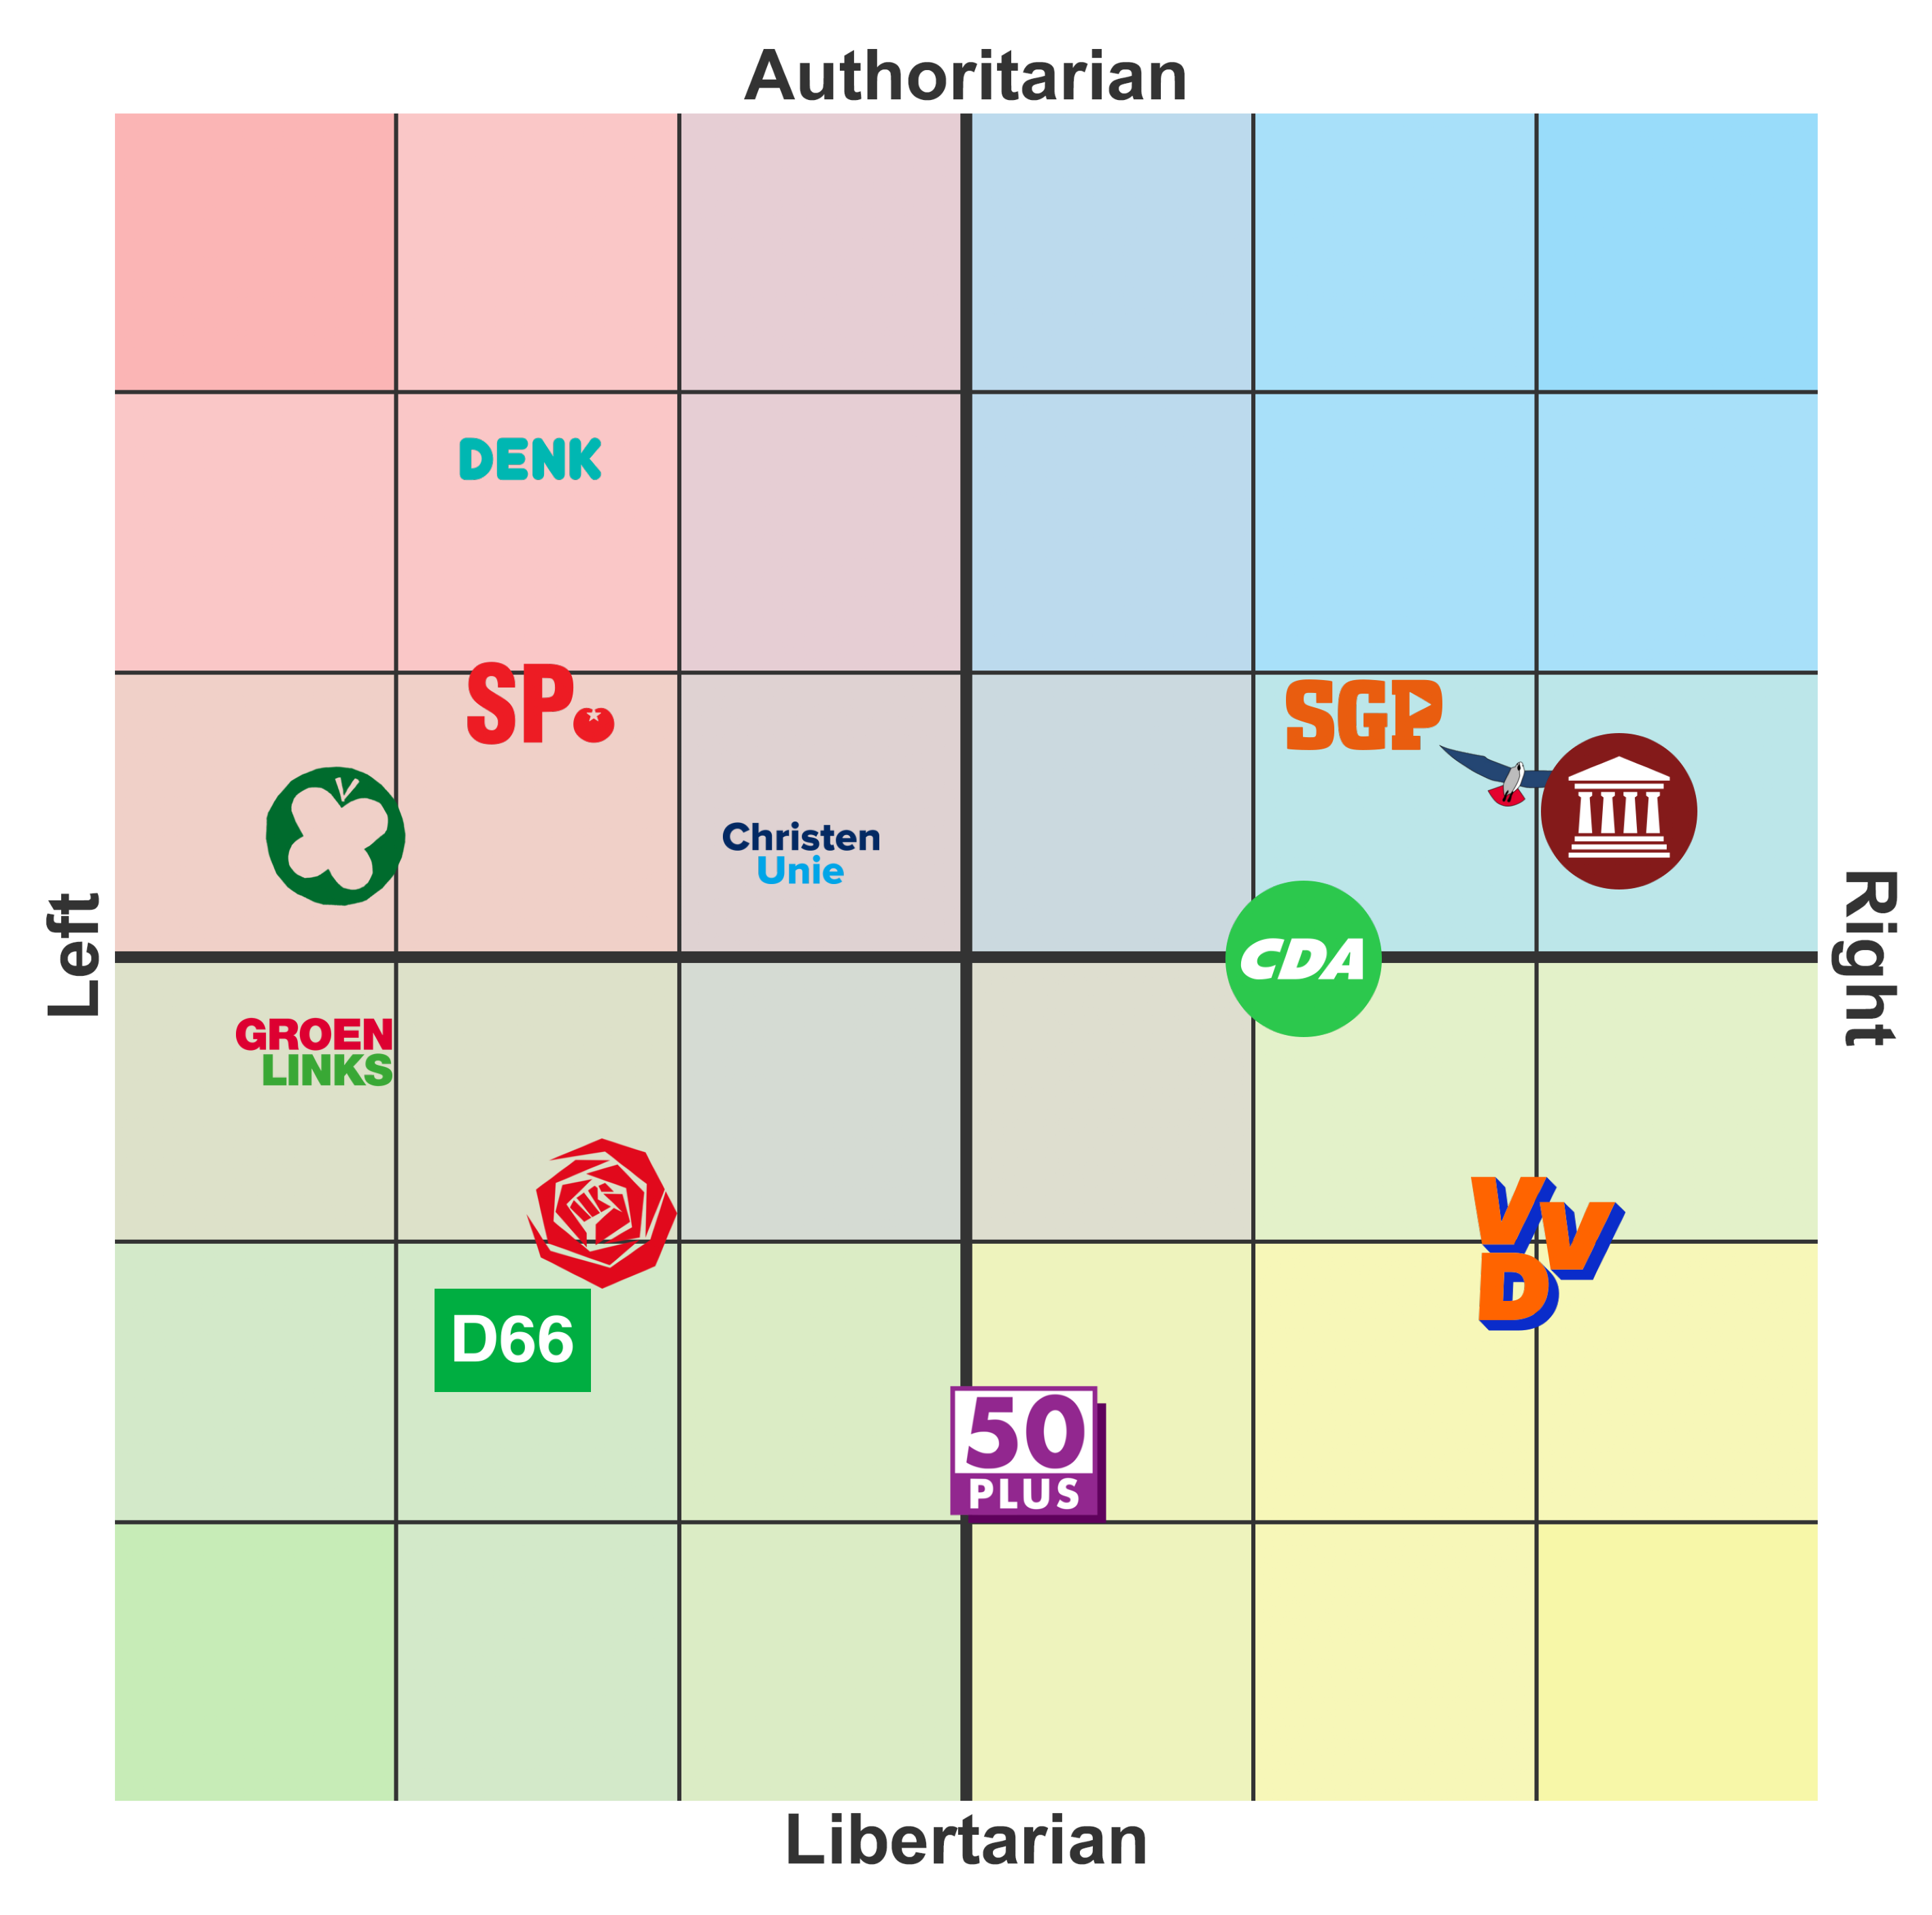 Authoritarian
DENK
SP
SGP
Christen
Unie
CDA
Left
Right
GROEN
LINKS
VVD
D66
50
PLUS
Libertarian